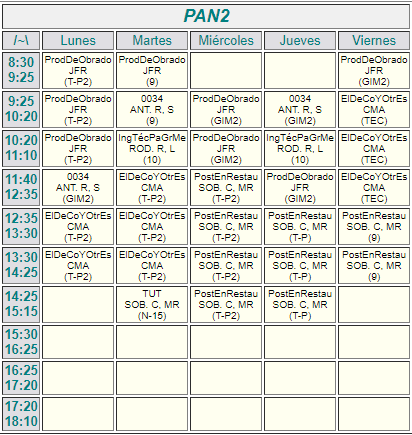 PAN2
/~\ Lunes Martes Miércoles Jueves Viernes
8:30 ProdDeObrado ProdDeObrado ProdDeObrado
9:25 JFR JFR JFR
(T-P2) (9) (GIM2)
9:25 ProdDeObrado 0034 ProdDeObrado 0034 ElDeCoYOtrEs
10:20 JFR ANT. R, S JFR ANT. R, S CMA
(T-P2) (9) (GIM2) (GIM2) (TEC)
10:20 ProdDeObrado IngTécPaGrMe ProdDeObrado IngTécPaGrMe ElDeCoYOtrEs
11:10 JFR ROD. R, L JFR ROD. R, L CMA
(T-P2) (10) (GIM2) (10) (TEC)
11:40 0034 ElDeCoYOtrEs PostEnRestau ProdDeObrado ElDeCoYOtrEs
12:35 ANT. R, S CMA SOB. C, MR JFR CMA
(GIM2) (T-P2) (T-P2) (GIM2) (TEC)
12:35 ElDeCoYOtrEs ElDeCoYOtrEs PostEnRestau PostEnRestau PostEnRestau
13:30 CMA CMA SOB. C, MR SOB. C, MR SOB. C, MR
(T-P2) (T-P2) (T-P2) (T-P) (9)
13:30 ElDeCoYOtrEs ElDeCoYOtrEs PostEnRestau PostEnRestau PostEnRestau
14:25 CMA CMA SOB. C, MR SOB. C, MR SOB. C, MR
(T-P2) (T-P2) (T-P2) (T-P) (9)
14:25 TUT PostEnRestau PostEnRestau
15:15 SOB. C, MR SOB. C, MR SOB. C, MR
(N-15) (T-P2) (T-P)
15:30
16:25
16:25
17:20
17:20
18:10